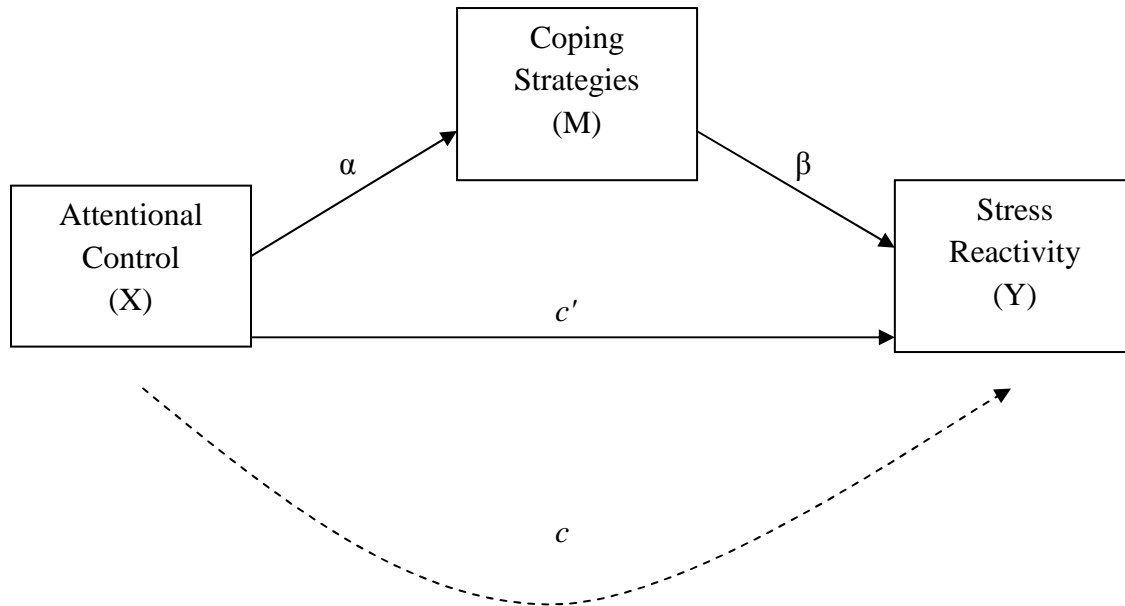 Coping
Strategies
(M)
α
β
Attentional
Control
(X)
Stress
Reactivity
(Y)
c'
c